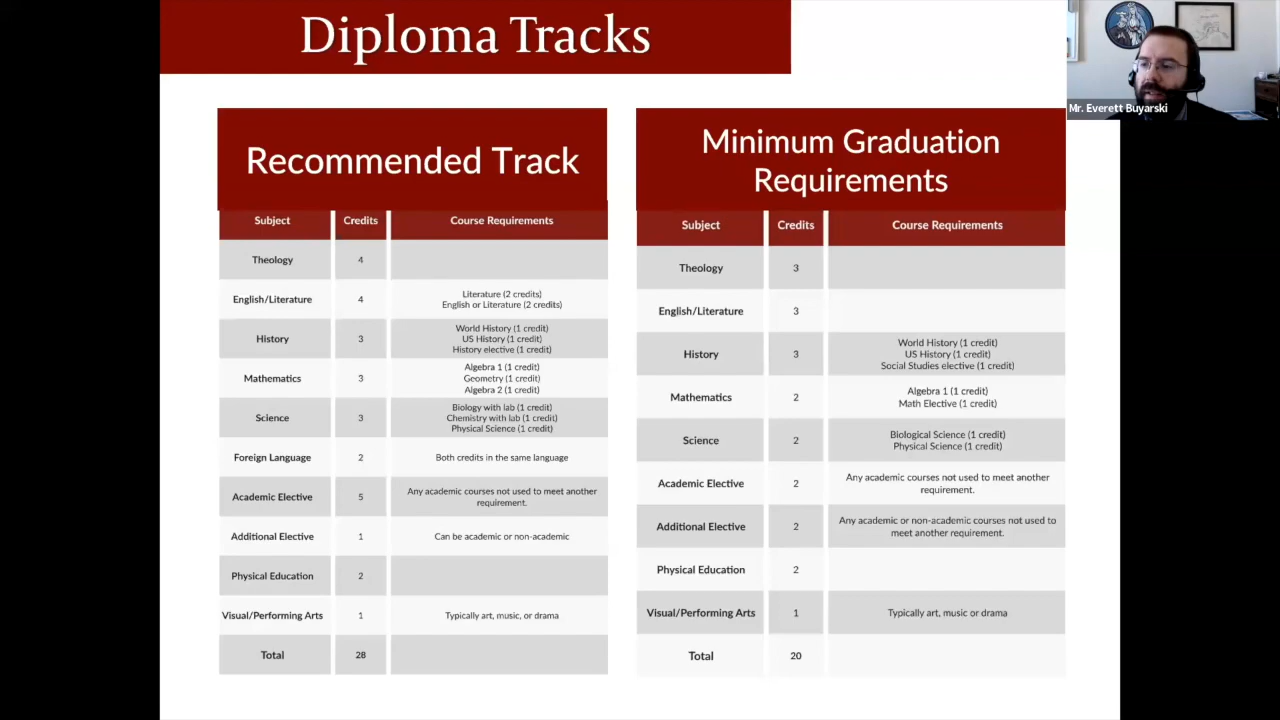 Diploma Tracks
Mr. Everett Buyarski
Recommended Track
Subject Credits Course Requirements
Theology 4
English/Literature 4 Literature (2 credits)
English or Literature (2 credits)
History 3 World History (1 credit)
US History (1 credit)
History elective (1 credit)
Mathematics 3 Algebra 1 (1 credit)
Geometry (1 credit)
Algebra 2 (1 credit)
Science 3 Biology with lab (1 credit)
Chemistry with lab (1 credit)
Physical Science (1 credit)
Foreign Language 2 Both credits in the same language
Academic Elective 5 Any academic courses not used to meet another
requirement.
Additional Elective 1 Can be academic or non-academic
Physical Education 2
Visual/Performing Arts 1 Typically art, music, or drama
Total 28
Minimum Graduation
Requirements
Subject Credits Course Requirements
Theology 3
English/Literature 3
History 3 World History (1 credit)
US History (1 credit)
Social Studies elective (1 credit)
Mathematics 2 Algebra 1 (1 credit)
Math Elective (1 credit)
Science 2 Biological Science (1 credit)
Physical Science (1 credit)
Academic Elective 2 Any academic courses not used to meet another
requirement.
Additional Elective 2 Any academic or non-academic courses not used to
meet another requirement.
Physical Education 2
Visual/Performing Arts 1 Typically art, music or drama
Total 20